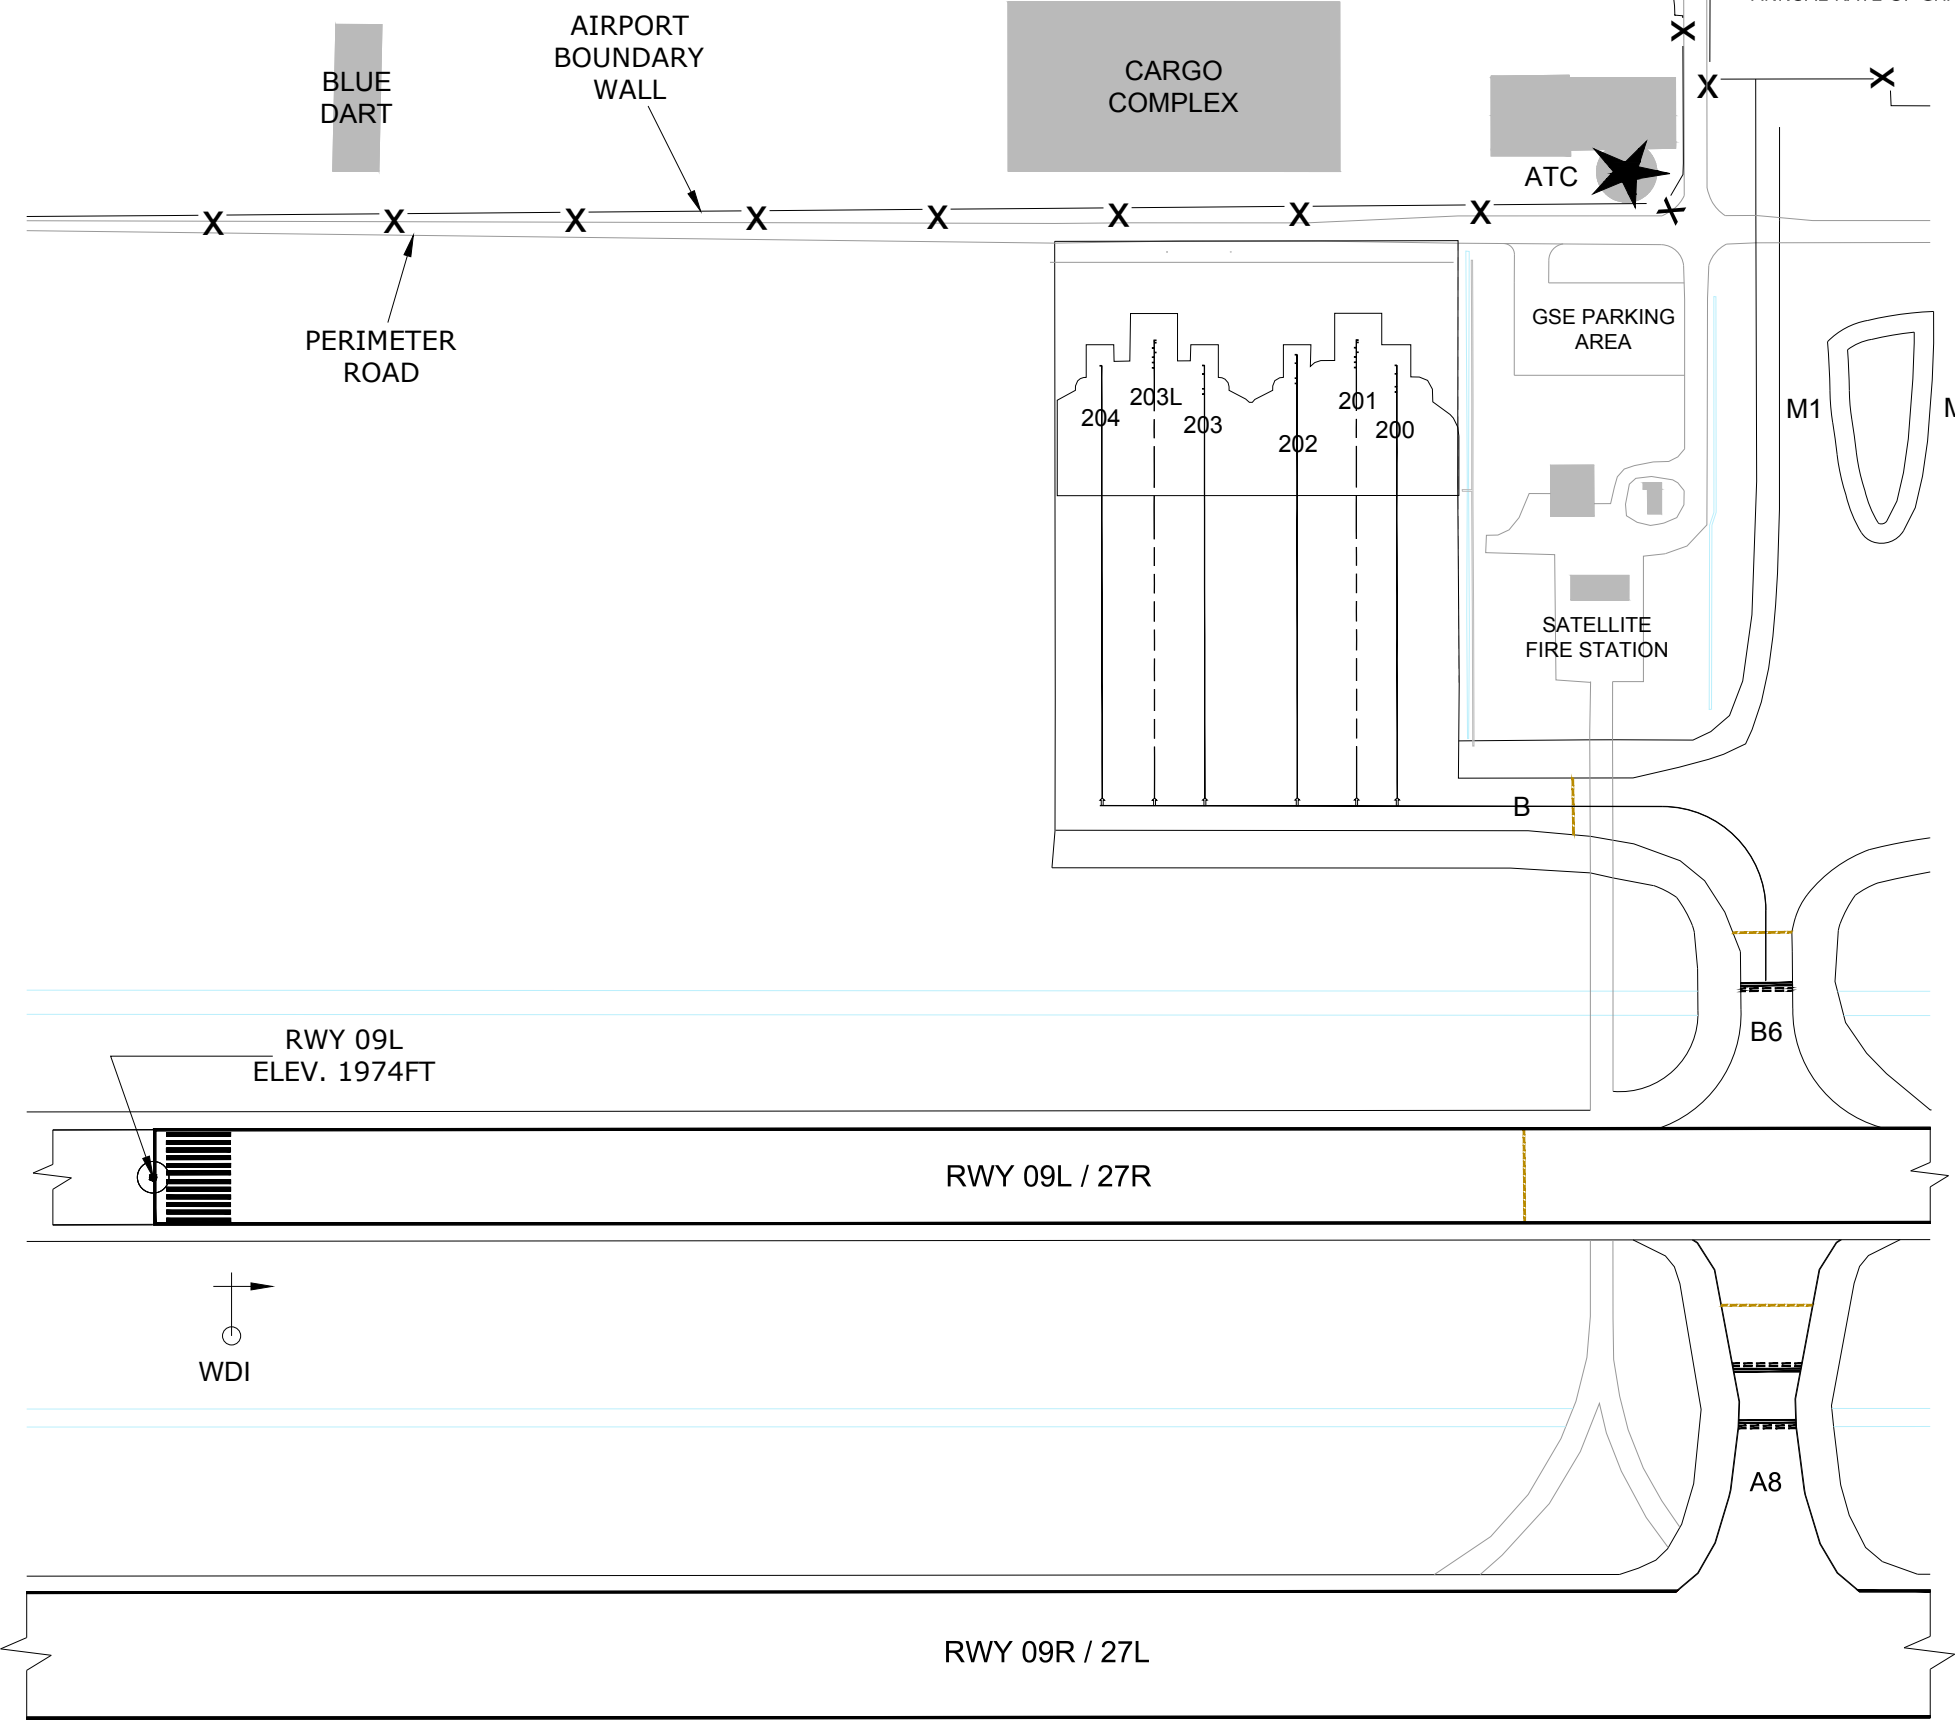 AIRPORT
BOUNDARY
WALL
BLUE
DART
CARGO
COMPLEX
X
X
X
ATC
X
X
X
X
X
X
X
X
X
PERIMETER
ROAD
GSE PARKING
AREA
204
203L
203
202
201
200
M1
SATELLITE
FIRE STATION
B
B6
RWY 09L
ELEV. 1974FT
RWY 09L / 27R
WDI
A8
RWY 09R / 27L